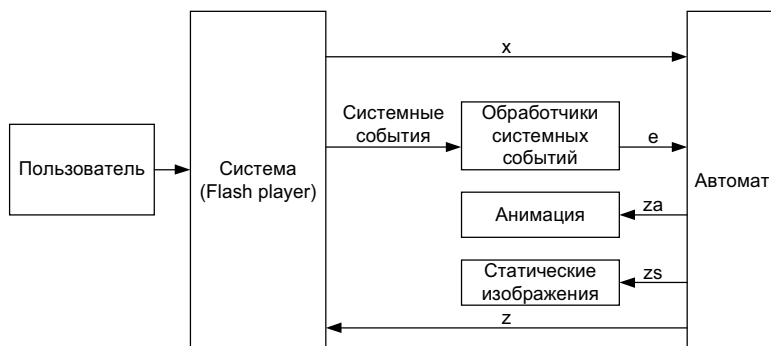 x
Системные
события
Обработчики
системных
событий
e
Пользователь
Система
(Flash player)
Автомат
Анимация
za
Статические
изображения
zs
z